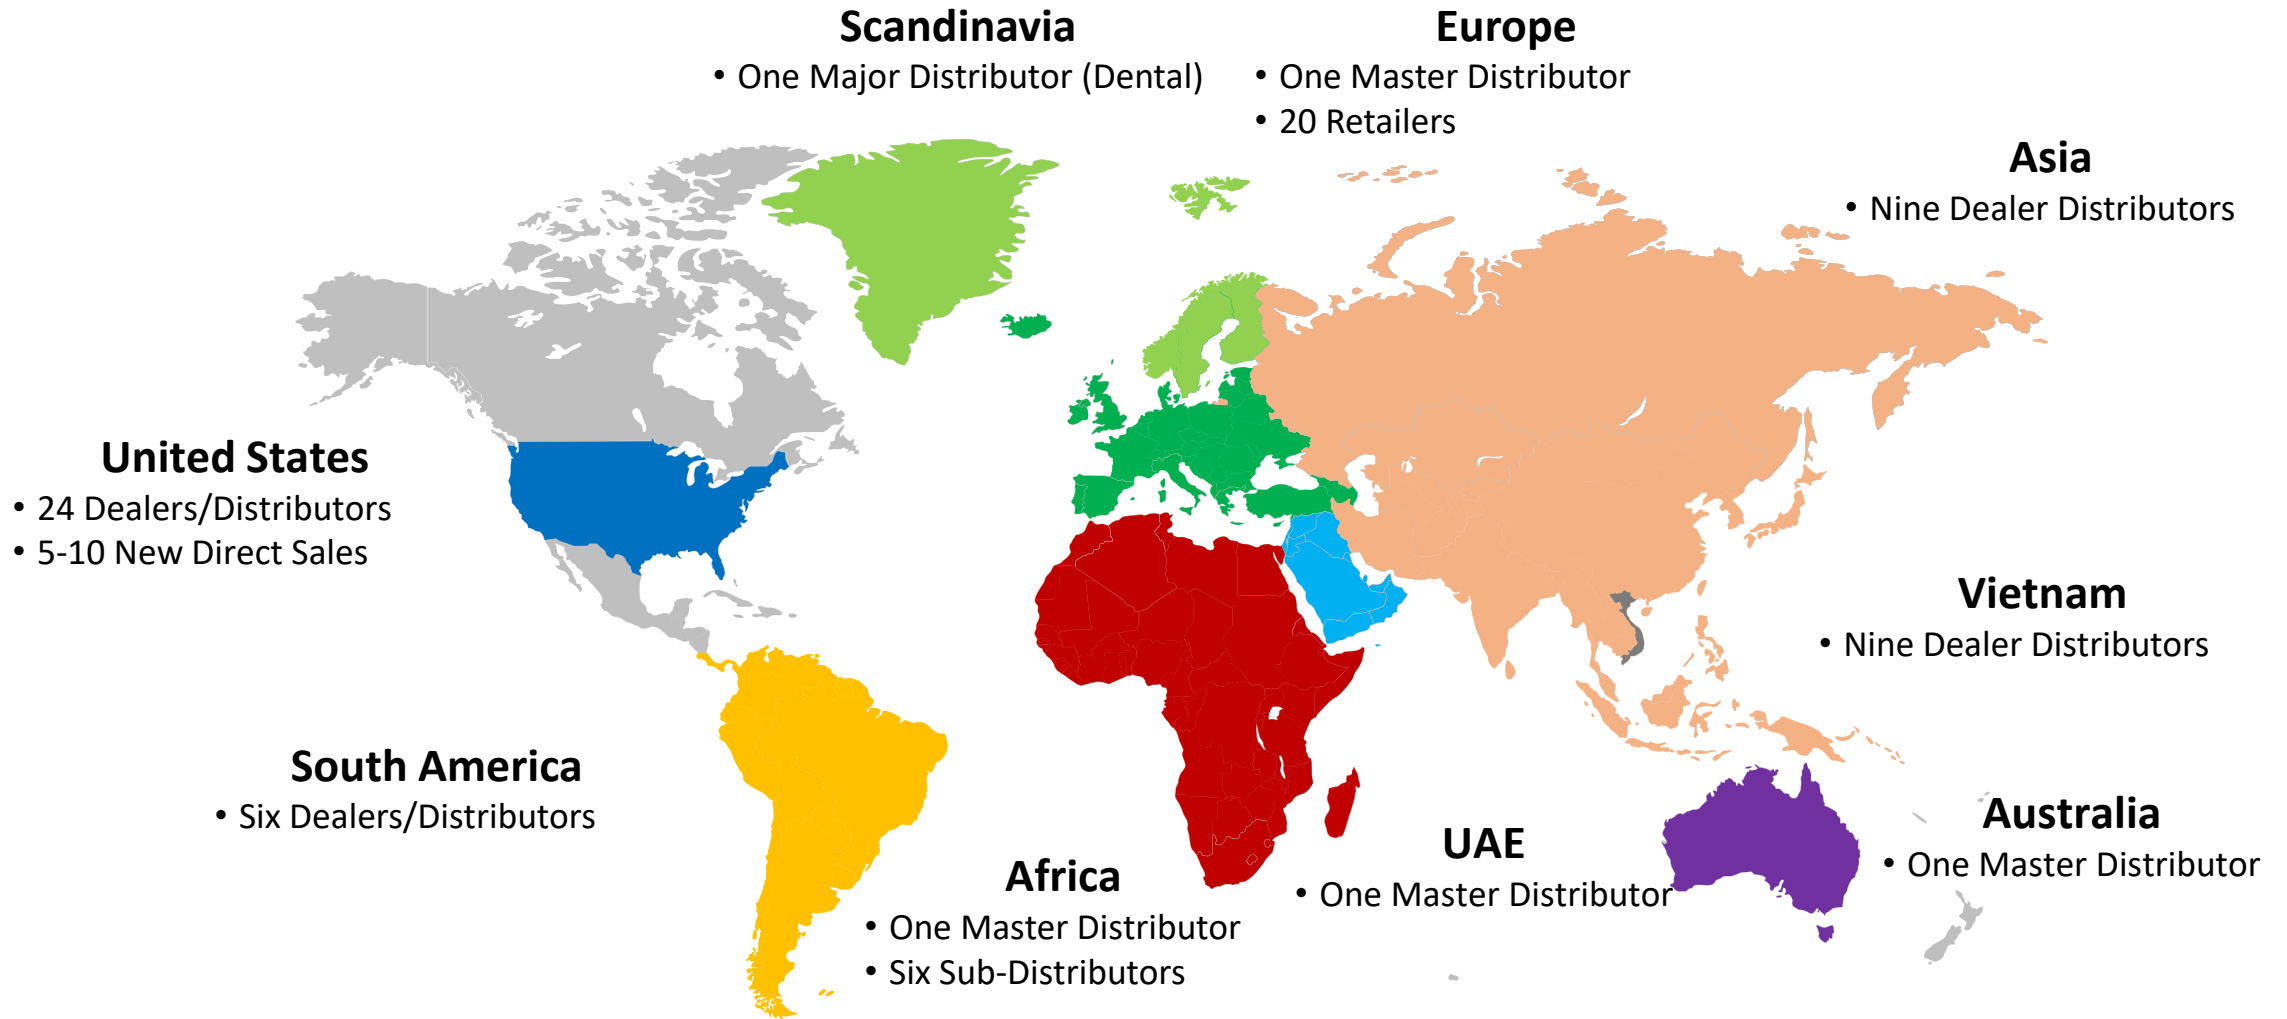 Scandinavia
• One Major Distributor (Dental)
Europe
• One Master Distributor
• 20 Retailers
Asia
• Nine Dealer Distributors
United States
• 24 Dealers/Distributors
• 5-10 New Direct Sales
Vietnam
• Nine Dealer Distributors
South America
• Six Dealers/Distributors
Africa
• One Master Distributor
• Six Sub-Distributors
UAE
• One Master Distributor
Australia
• One Master Distributor